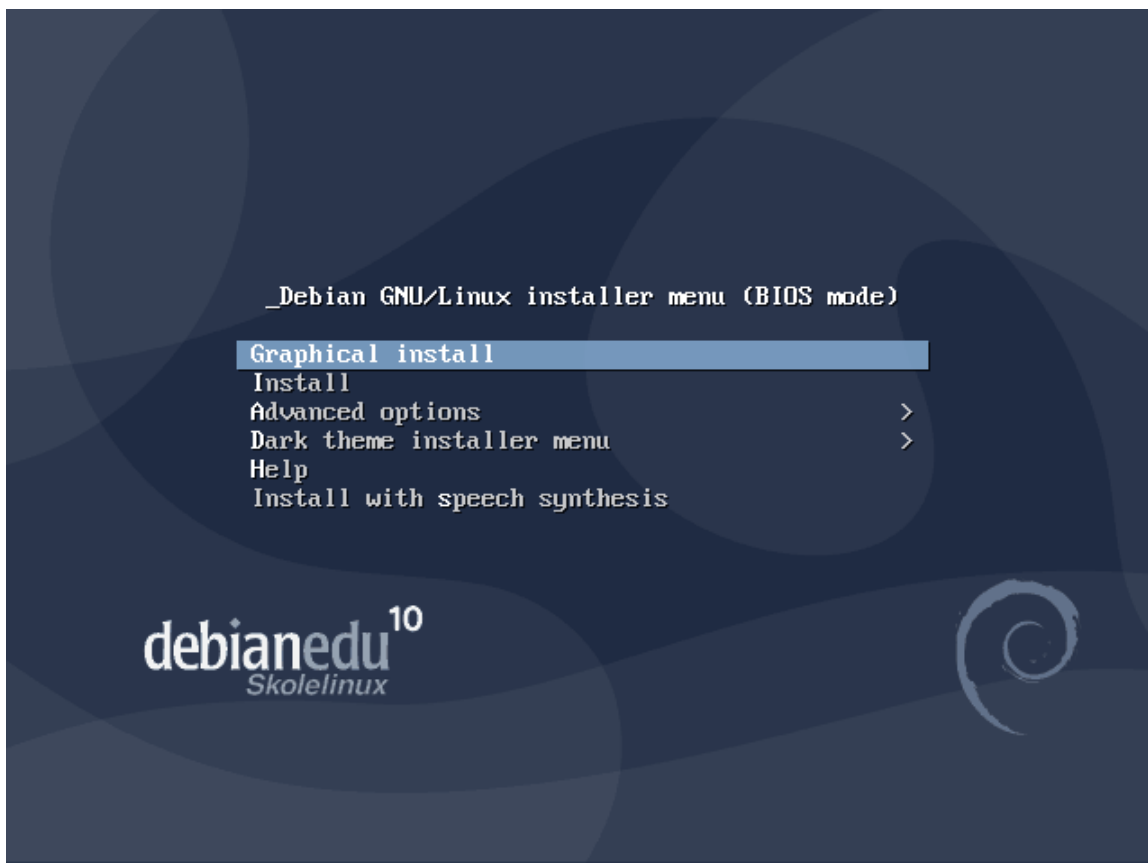 _Debian GNU/Linux installer menu (BIOS mode)
Graphical install
Install
Advanced options >
Dark theme installer menu >
Help
Install with speech synthesis
debianedu 10
Skolelinux